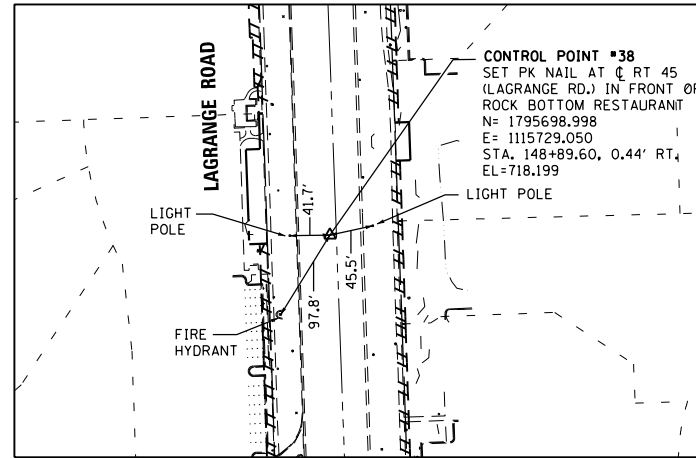 CONTROL POINT #38
SET PK NAIL AT ℄ RT 45
(LAGRANGE RD.) IN FRONT OF
ROCK BOTTOM RESTAURANT
N= 1795698.998
E= 1115729.050
STA. 148+89.60, 0.44' RT.
EL=718.199
LAGRANGE ROAD
LIGHT
POLE
41.7'
LIGHT POLE
45.5'
97.8'
FIRE
HYDRANT